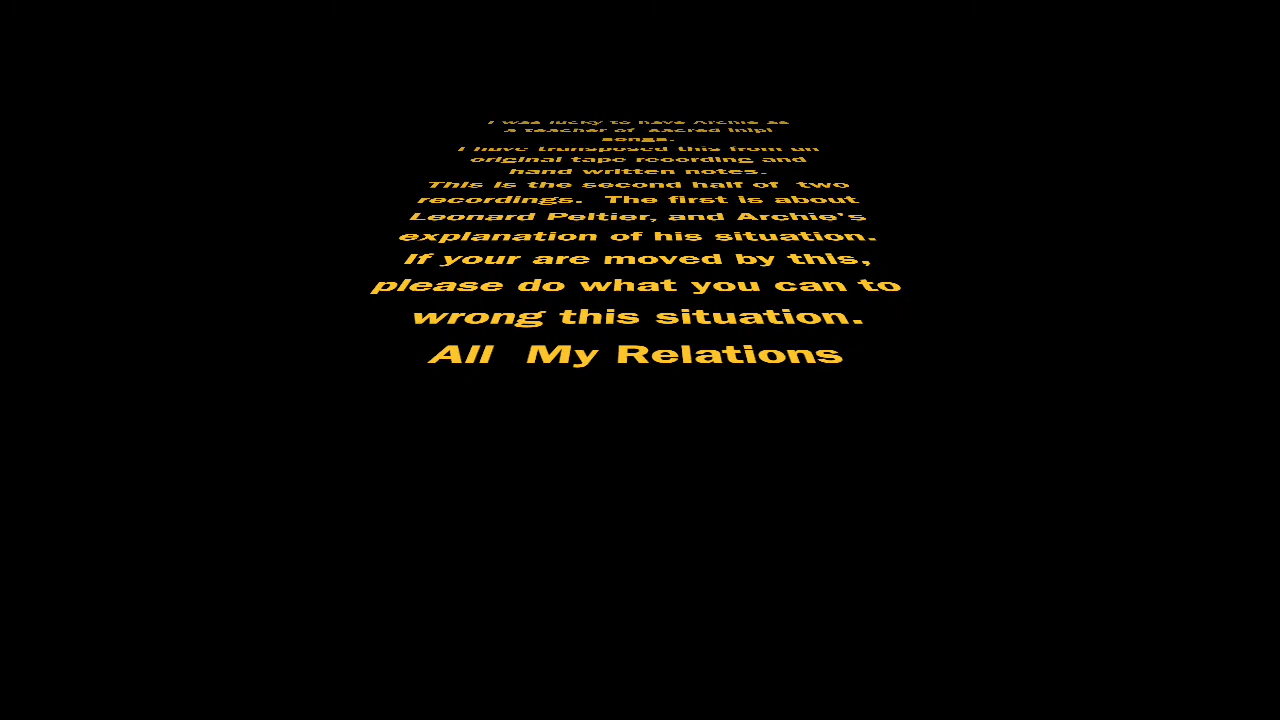 I was lucky to have Archie as
a teacher of sacred Inipi
songs.
I have transposed this from an
original tape recording and
hand written notes.
This is the second half of two
recordings. The first is about
Leonard Peltier, and Archie's
explanation of his situation.
If your are moved by this,
please do what you can to
wrong this situation.
All My Relations